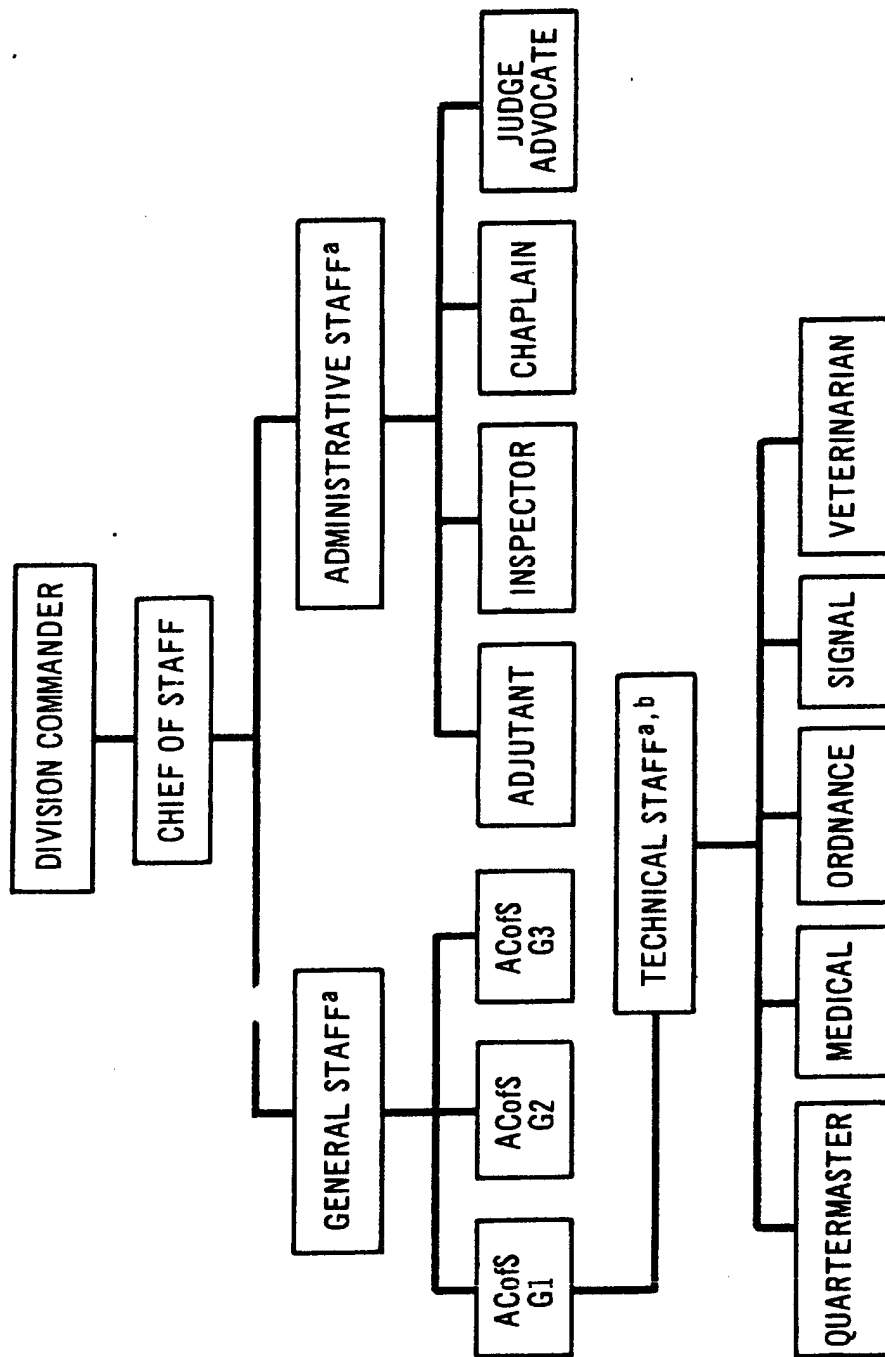 DIVISION COMMANDER
CHIEF OF STAFF
GENERAL STAFFᵃ
ADMINISTRATIVE STAFFᵃ
ACofS
G1
ACofS
G2
ACofS
G3
ADJUTANT
INSPECTOR
CHAPLAIN
JUDGE
ADVOCATE
TECHNICAL STAFFᵃ,ᵇ
QUARTERMASTER
MEDICAL
ORDNANCE
SIGNAL
VETERINARIAN